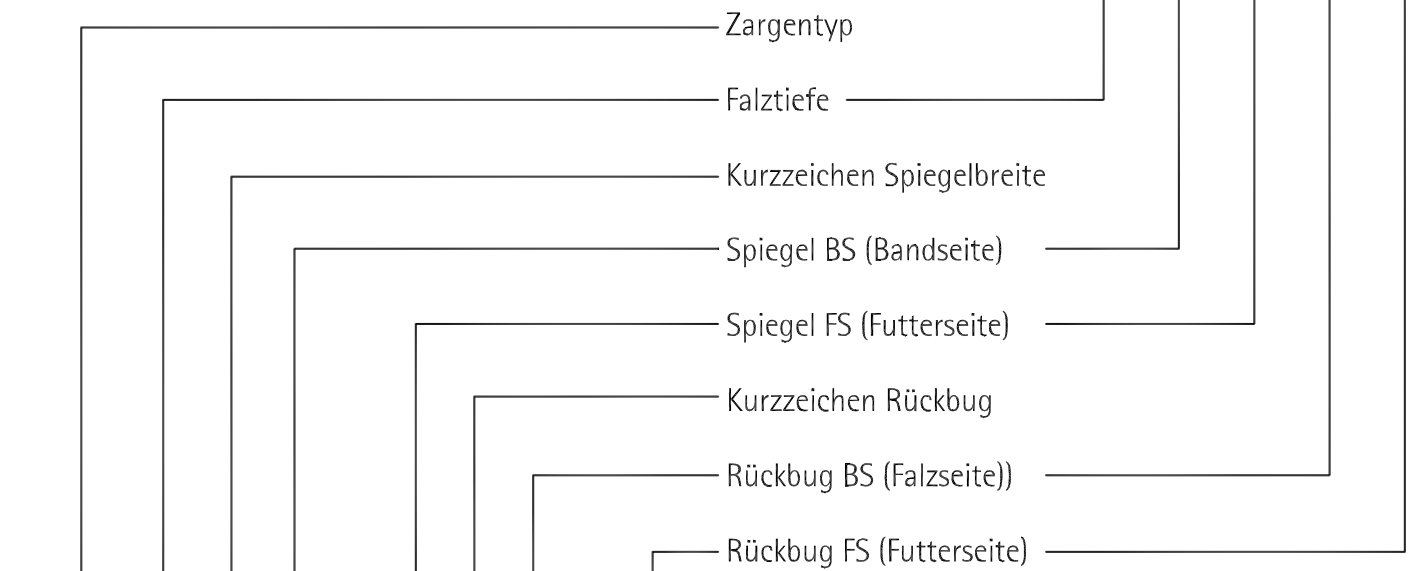 Zargentyp
Falztiefe
Kurzzeichen Spiegelbreite
Spiegel BS (Bandseite)
Spiegel FS (Futterseite)
Kurzzeichen Rückbug
Rückbug BS (Falzseite))
Rückbug FS (Futterseite)